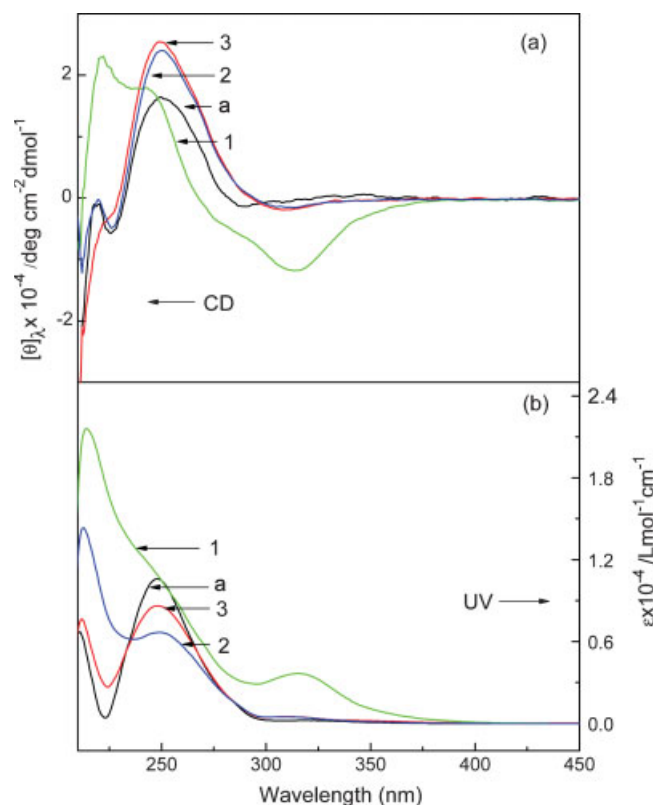 (a)
3
2
a
1
2
0
-2
[θ]λ x 10⁻⁴ /deg cm⁻²dmol⁻¹
CD
(b)
2.4
1.8
1.2
0.6
0.0
εx10⁻⁴ /Lmol⁻¹cm⁻¹
1
a
3
2
UV
250 300 350 400 450
Wavelength (nm)